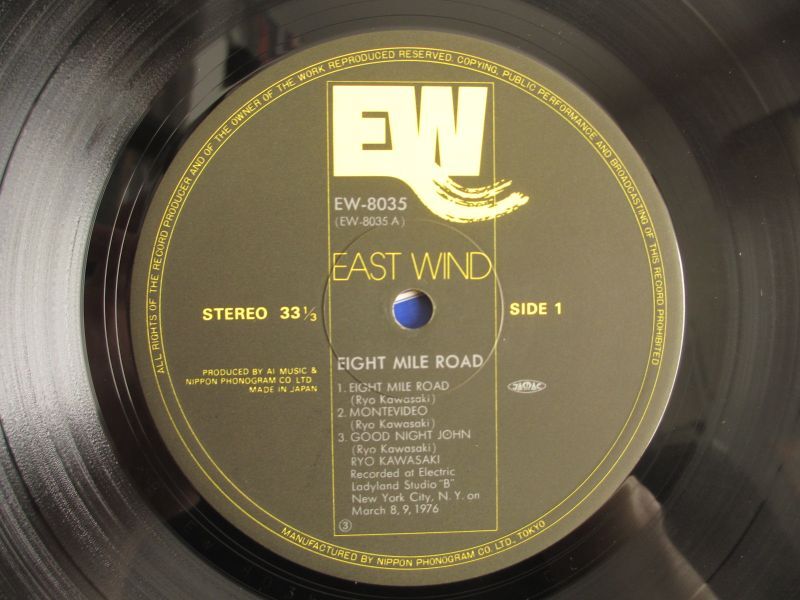 ALL RIGHTS OF THE RECORD PRODUCER AND OF THE OWNER OF THE WORK REPRODUCED RESERVED. COPYING, PUBLIC PERFORMANCE AND BROADCASTING OF THIS RECORD PROHIBITED
EW
EW-8035
(EW-8035 A)
EAST WIND
STEREO 33 1/3
SIDE 1
EIGHT MILE ROAD
PRODUCED BY AI MUSIC &
NIPPON PHONOGRAM CO LTD
MADE IN JAPAN
1. EIGHT MILE ROAD
(Ryo Kawasaki)
2. MONTEVIDEO
(Ryo Kawasaki)
3. GOOD NIGHT JOHN
(Ryo Kawasaki)
RYO KAWASAKI
Recorded at Electric
Ladyland Studio "B"
New York City, N.Y. on
March 8, 9, 1976
JASRAC
③
MANUFACTURED BY NIPPON PHONOGRAM CO. LTD., TOKYO